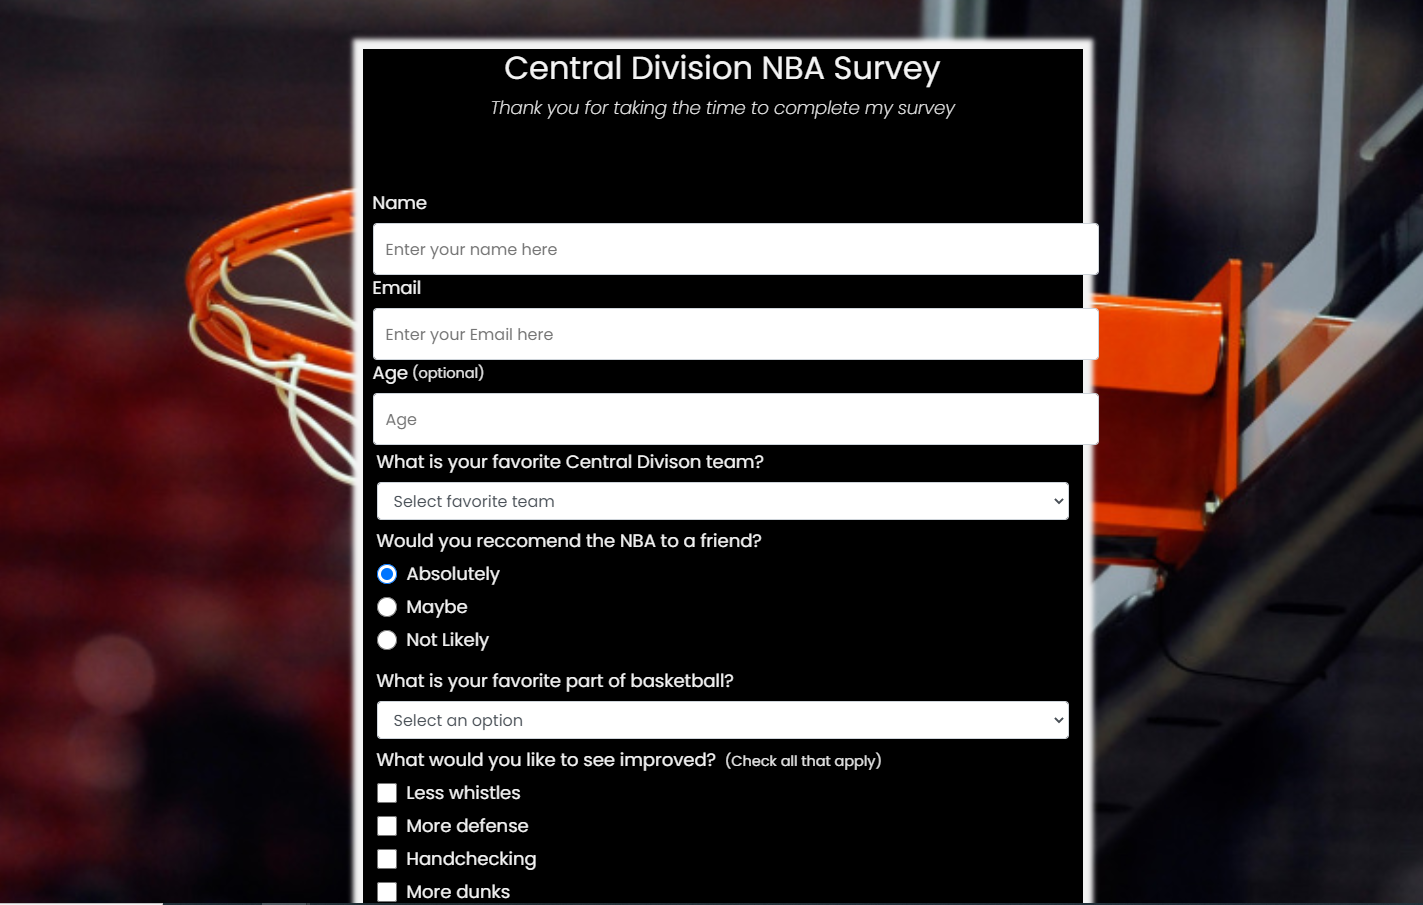 Central Division NBA Survey
Thank you for taking the time to complete my survey
Name
Enter your name here
Email
Enter your Email here
Age (optional)
Age
What is your favorite Central Divison team?
Select favorite team
Would you reccomend the NBA to a friend?
Absolutely
Maybe
Not Likely
What is your favorite part of basketball?
Select an option
What would you like to see improved? (Check all that apply)
Less whistles
More defense
Handchecking
More dunks